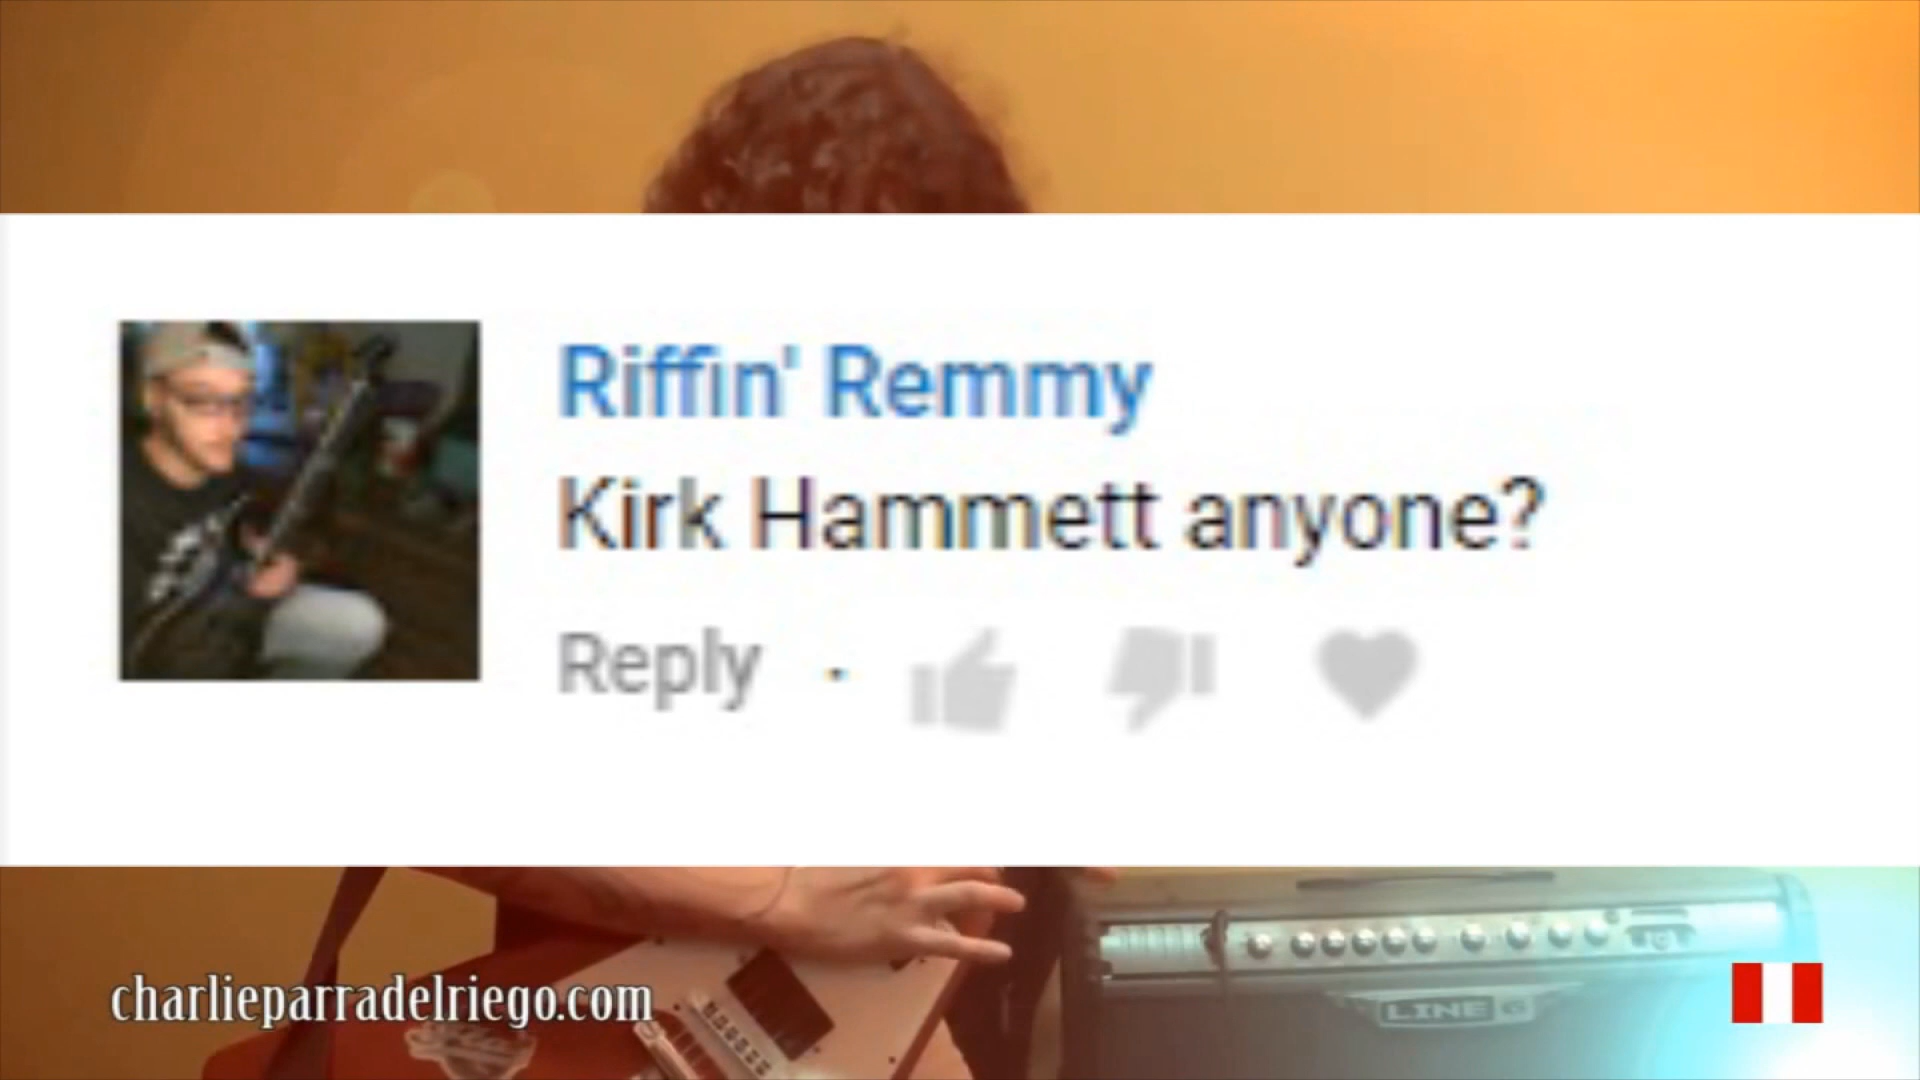 Riffin' Remmy
Kirk Hammett anyone?
Reply
charlieparradelriego.com
LINE 6